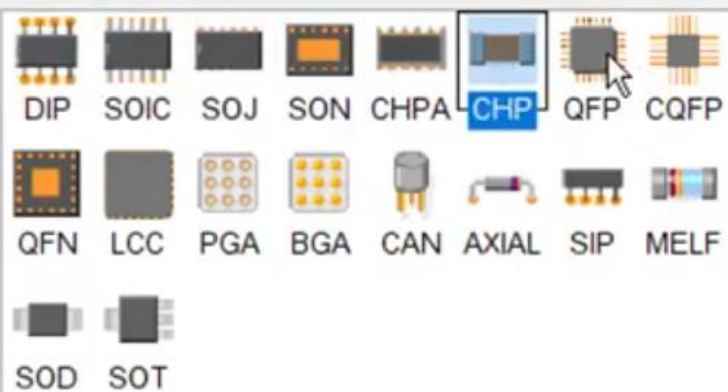 DIP SOIC SOJ SON CHPA CHP QFP CQFP
QFN LCC PGA BGA CAN AXIAL SIP MELF
SOD SOT